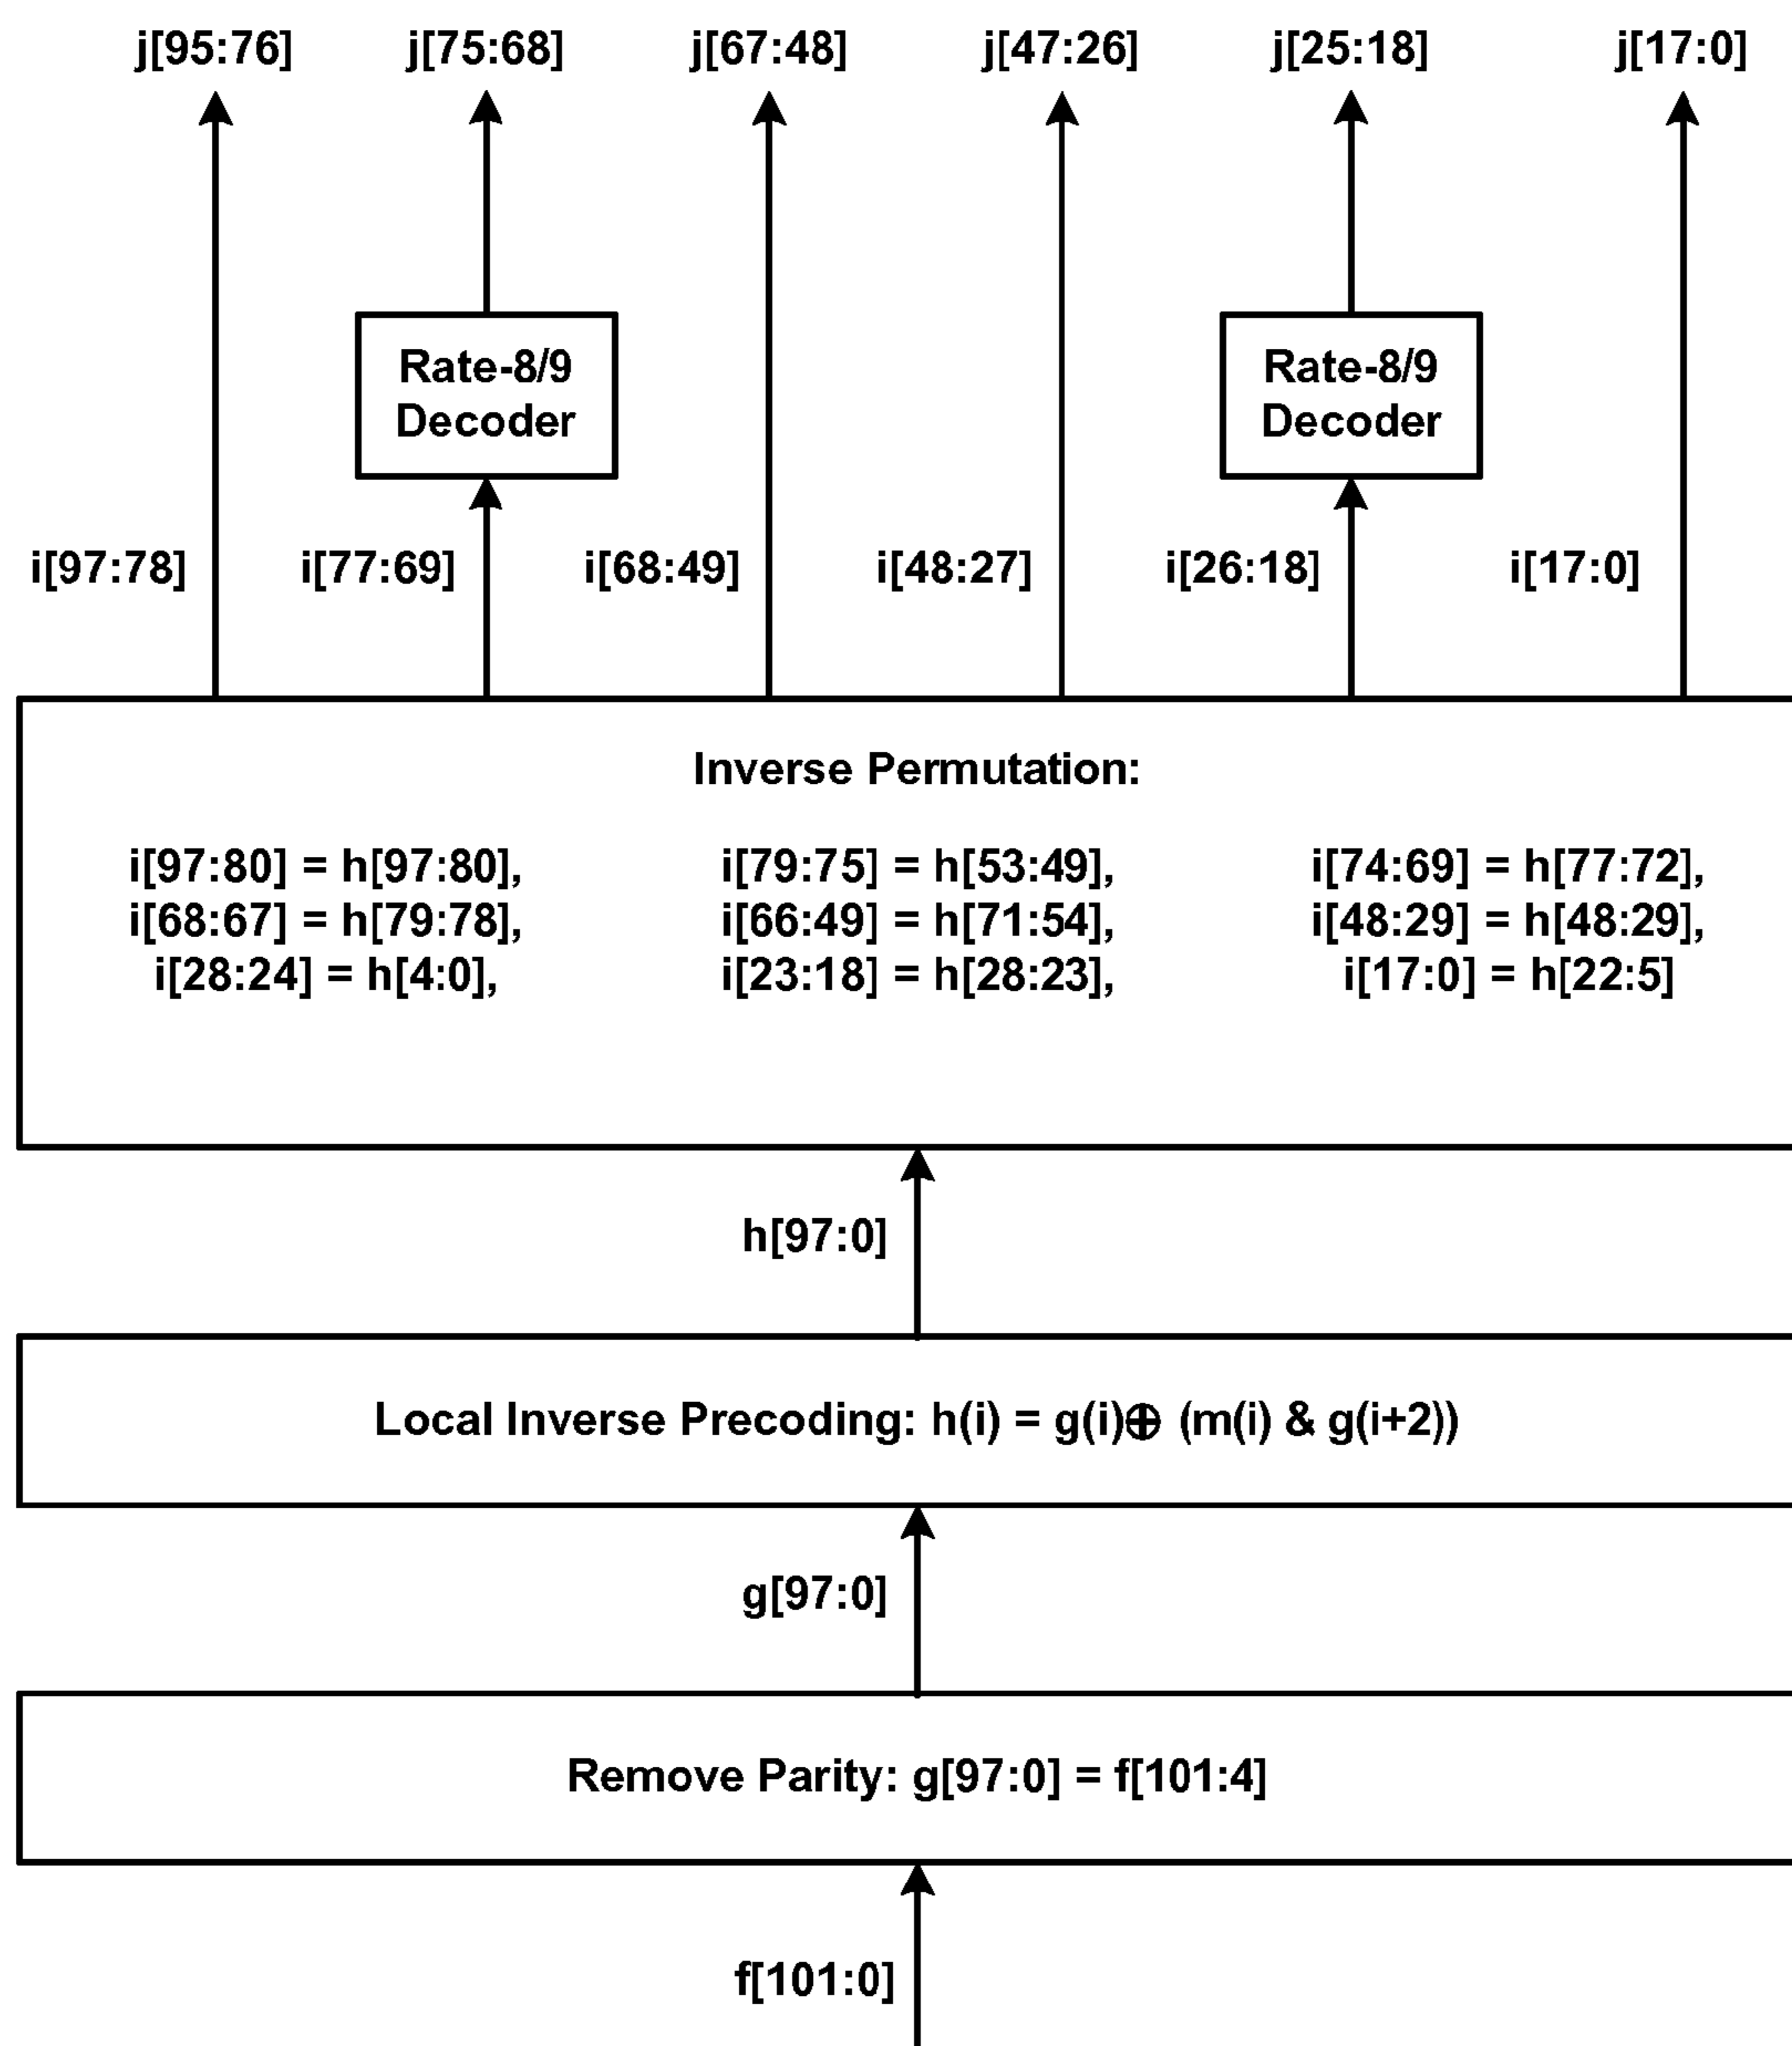 j[95:76] j[75:68] j[67:48] j[47:26] j[25:18] j[17:0]
Rate-8/9 Decoder
Rate-8/9 Decoder
i[97:78] i[77:69] i[68:49] i[48:27] i[26:18] i[17:0]
Inverse Permutation:
i[97:80] = h[97:80], i[79:75] = h[53:49], i[74:69] = h[77:72],
i[68:67] = h[79:78], i[66:49] = h[71:54], i[48:29] = h[48:29],
i[28:24] = h[4:0], i[23:18] = h[28:23], i[17:0] = h[22:5]
h[97:0]
Local Inverse Precoding: h(i) = g(i)⊕ (m(i) & g(i+2))
g[97:0]
Remove Parity: g[97:0] = f[101:4]
f[101:0]